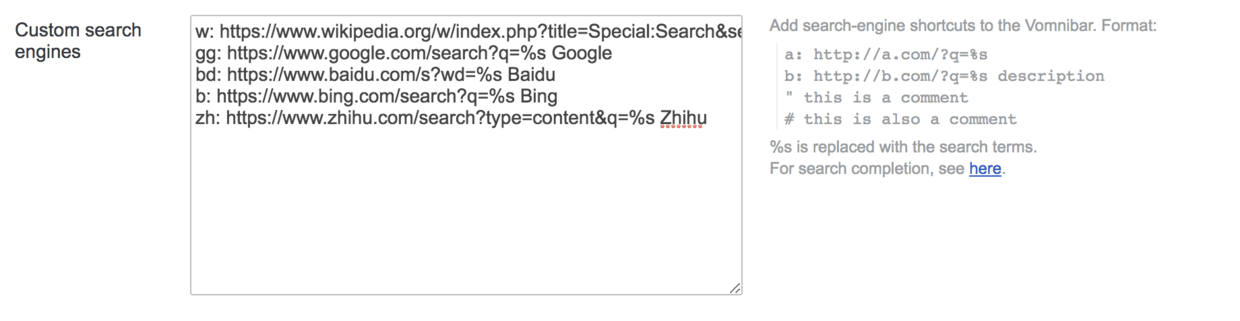 Custom search
engines
w: https://www.wikipedia.org/w/index.php?title=Special:Search&se
gg: https://www.google.com/search?q=%s Google
bd: https://www.baidu.com/s?wd=%s Baidu
b: https://www.bing.com/search?q=%s Bing
zh: https://www.zhihu.com/search?type=content&q=%s Zhihu
Add search-engine shortcuts to the Vomnibar. Format:
a: http://a.com/?q=%s
b: http://b.com/?q=%s description
" this is a comment
# this is also a comment
%s is replaced with the search terms.
For search completion, see here.